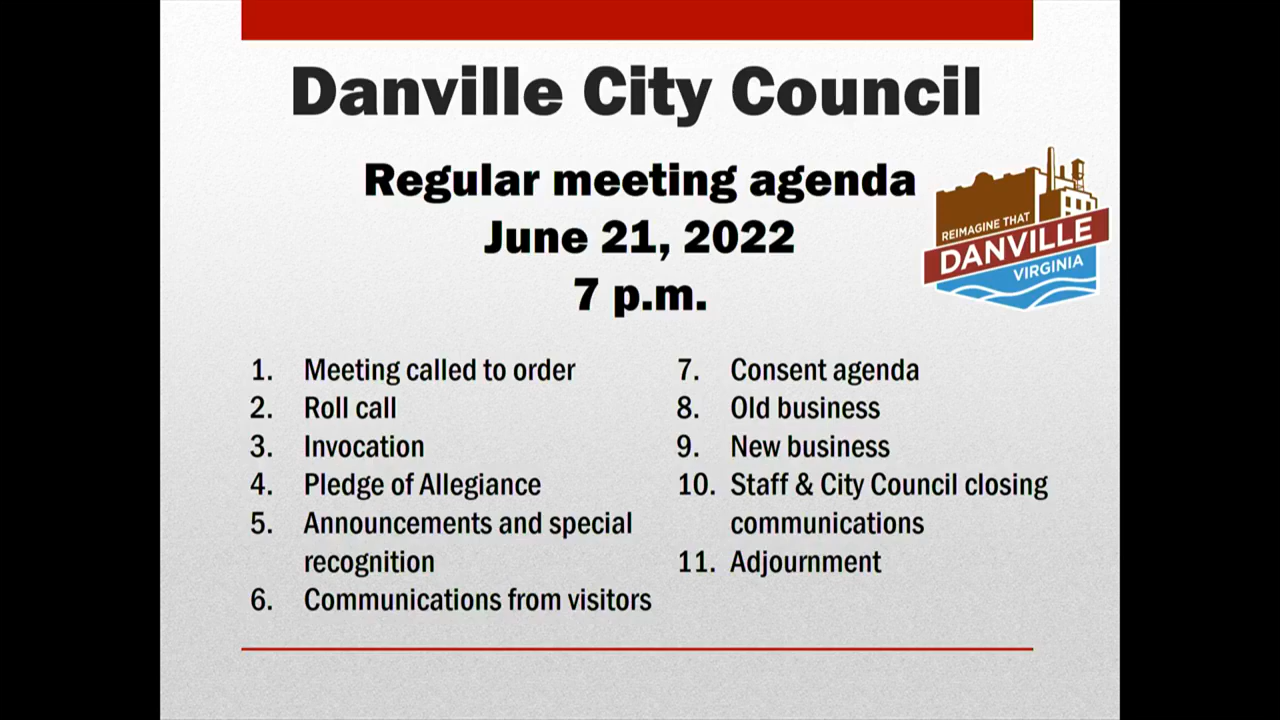 Danville City Council
Regular meeting agenda
June 21, 2022
7 p.m.
REIMAGINE THAT
DANVILLE
VIRGINIA
1. Meeting called to order
2. Roll call
3. Invocation
4. Pledge of Allegiance
5. Announcements and special
recognition
6. Communications from visitors
7. Consent agenda
8. Old business
9. New business
10. Staff & City Council closing
communications
11. Adjournment